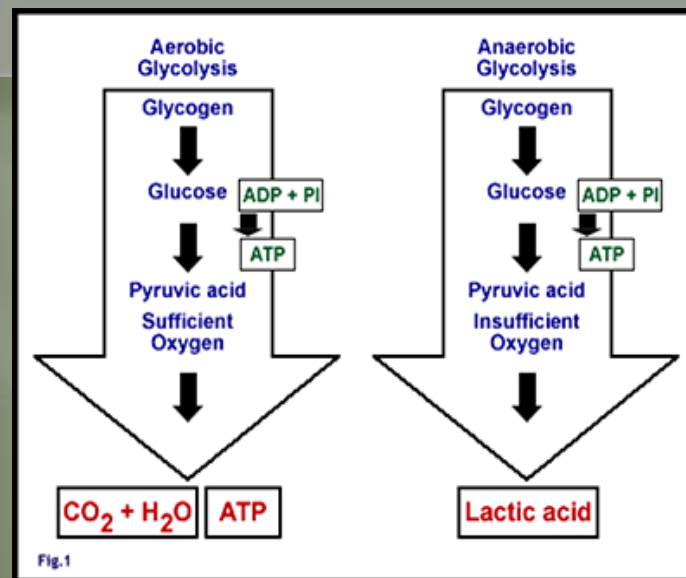 Aerobic
Glycolysis
Glycogen
Glucose
ADP + PI
ATP
Pyruvic acid
Sufficient
Oxygen
CO₂ + H₂O
ATP
Anaerobic
Glycolysis
Glycogen
Glucose
ADP + PI
ATP
Pyruvic acid
Insufficient
Oxygen
Lactic acid
Fig.1